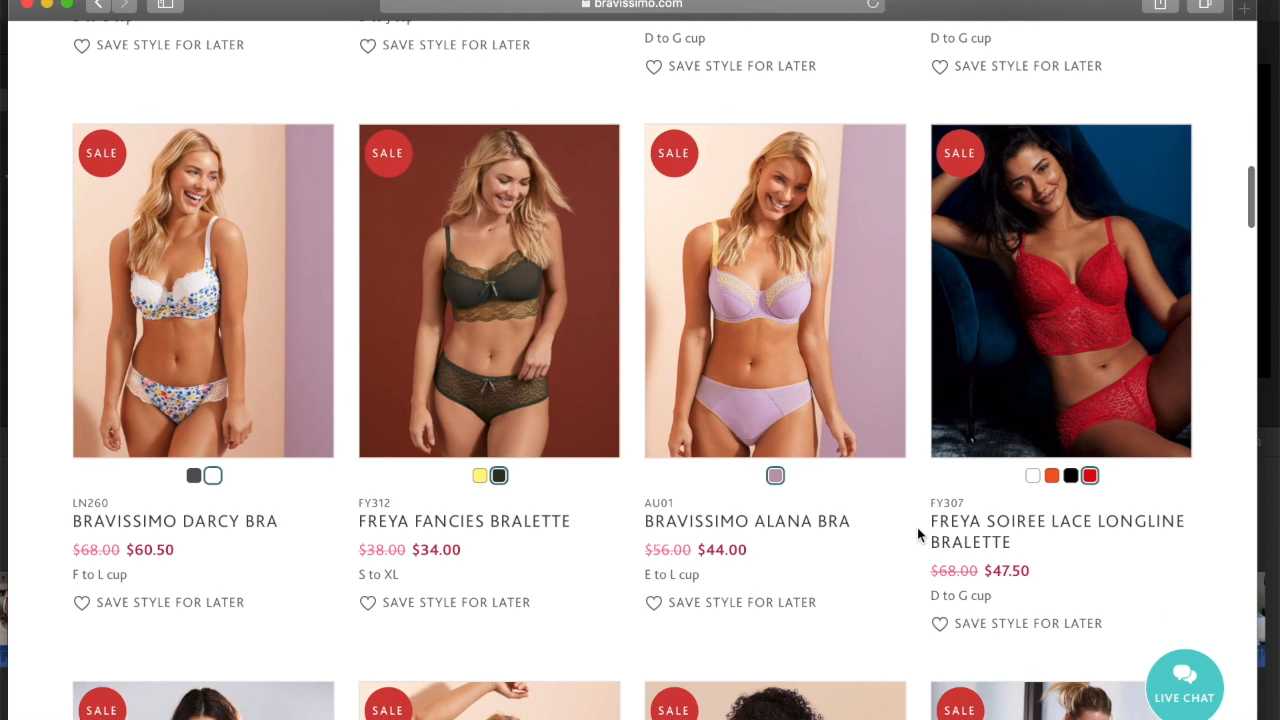 bravissimo.com
SAVE STYLE FOR LATER
SAVE STYLE FOR LATER
D to G cup
SAVE STYLE FOR LATER
D to G cup
SAVE STYLE FOR LATER
SALE
SALE
SALE
SALE
LN260
BRAVISSIMO DARCY BRA
$68.00 $60.50
F to L cup
SAVE STYLE FOR LATER
FY312
FREYA FANCIES BRALETTE
$38.00 $34.00
S to XL
SAVE STYLE FOR LATER
AU01
BRAVISSIMO ALANA BRA
$56.00 $44.00
E to L cup
SAVE STYLE FOR LATER
FY307
FREYA SOIREE LACE LONGLINE
BRALETTE
$68.00 $47.50
D to G cup
SAVE STYLE FOR LATER
SALE
SALE
SALE
SALE
LIVE CHAT